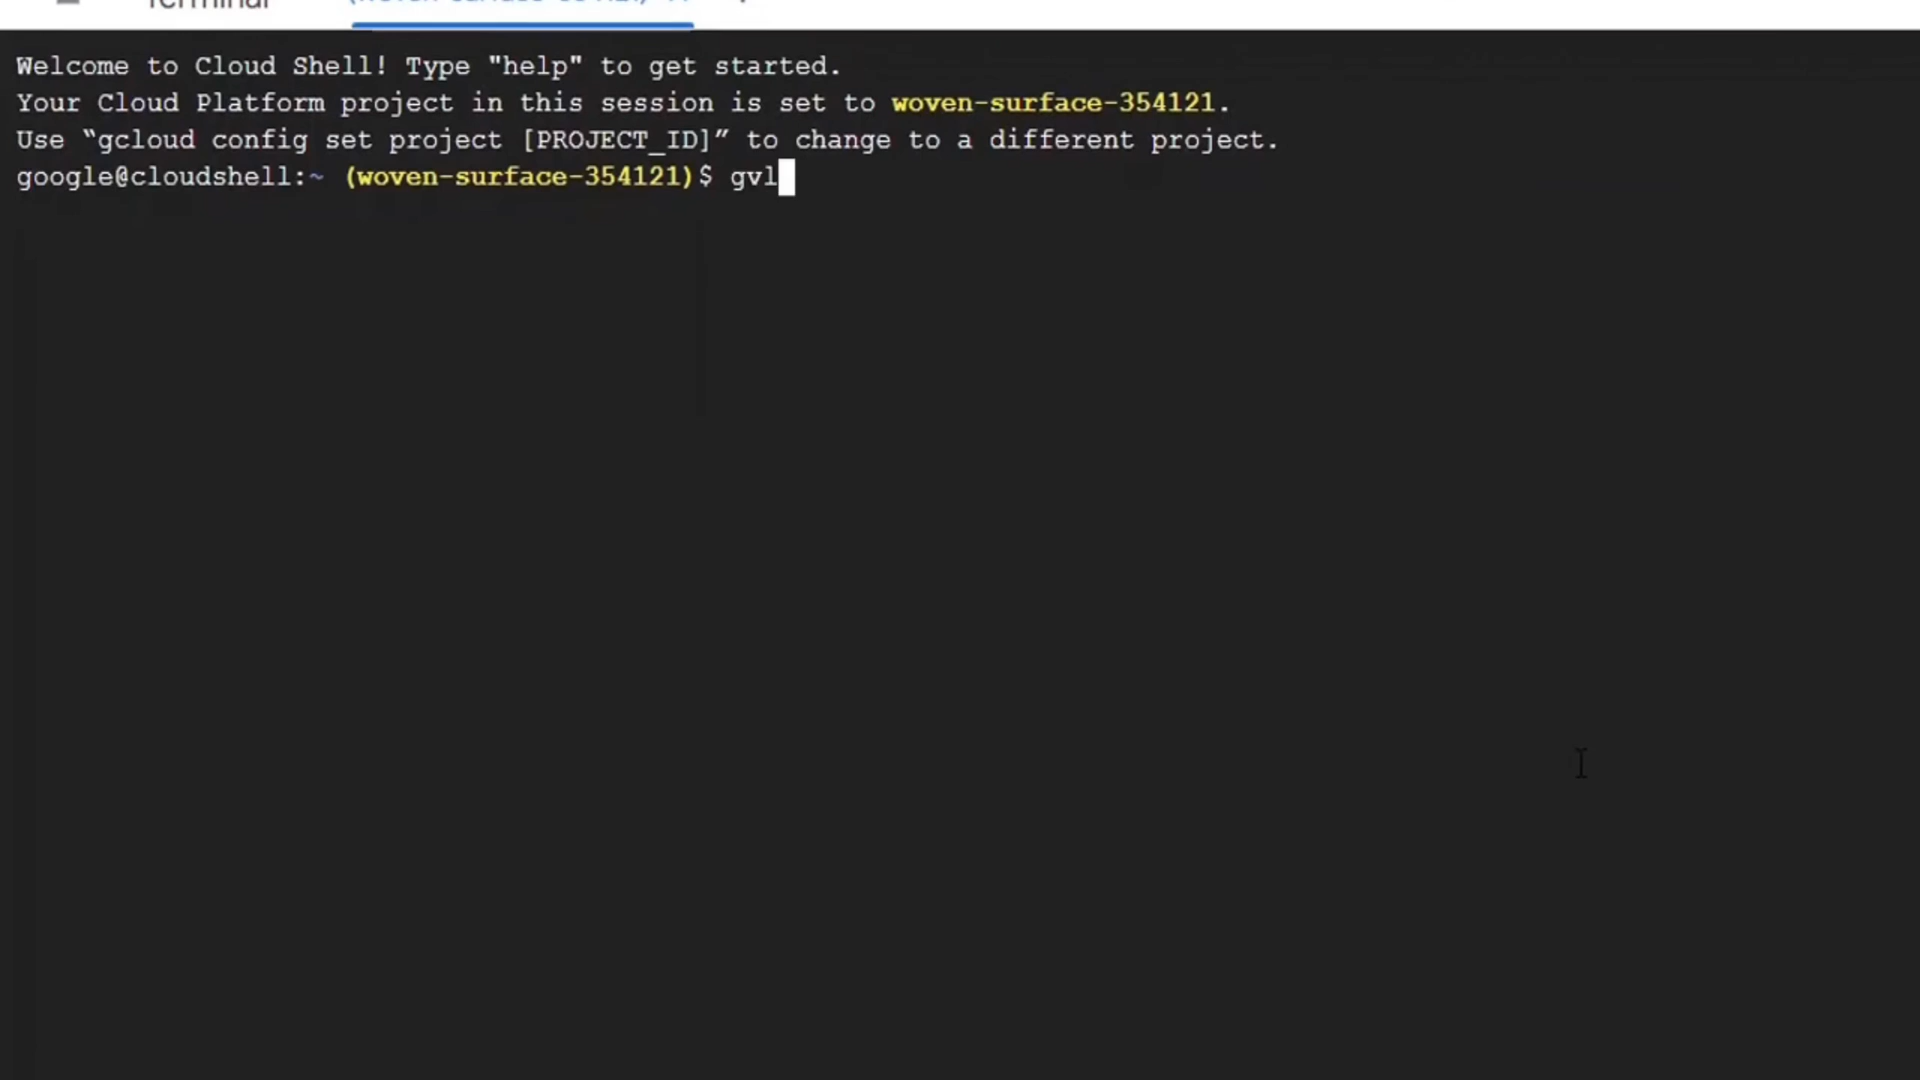 Terminal
Welcome to Cloud Shell! Type "help" to get started.
Your Cloud Platform project in this session is set to woven-surface-354121.
Use “gcloud config set project [PROJECT_ID]” to change to a different project.
google@cloudshell:~ (woven-surface-354121)$ gvl